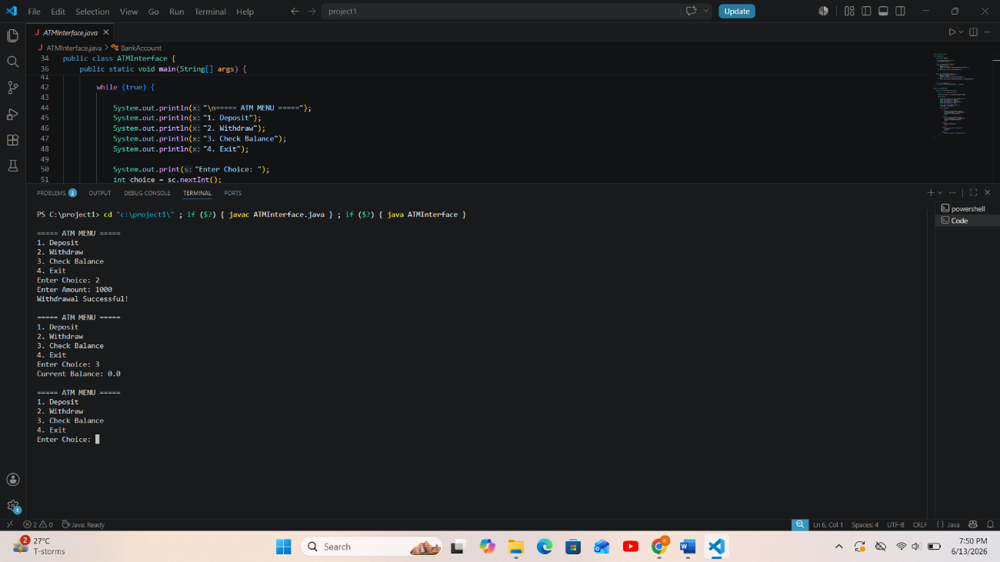 File Edit Selection View Go Run Terminal Help
project1
Update
J ATMInterface.java
J ATMInterface.java > BankAccount
34 public class ATMInterface {
36 public static void main(String[] args) {
41
42 while (true) {
43
44 System.out.println(x: "\n===== ATM MENU =====");
45 System.out.println(x: "1. Deposit");
46 System.out.println(x: "2. Withdraw");
47 System.out.println(x: "3. Check Balance");
48 System.out.println(x: "4. Exit");
49
50 System.out.print(s: "Enter Choice: ");
51 int choice = sc.nextInt();
PROBLEMS 2 OUTPUT DEBUG CONSOLE TERMINAL PORTS
powershell
Code
PS C:\project1> cd "c:\project1\" ; if ($?) { javac ATMInterface.java } ; if ($?) { java ATMInterface }
===== ATM MENU =====
1. Deposit
2. Withdraw
3. Check Balance
4. Exit
Enter Choice: 2
Enter Amount: 1000
Withdrawal Successful!
===== ATM MENU =====
1. Deposit
2. Withdraw
3. Check Balance
4. Exit
Enter Choice: 3
Current Balance: 0.0
===== ATM MENU =====
1. Deposit
2. Withdraw
3. Check Balance
4. Exit
Enter Choice:
1
2 0 Java: Ready
Ln 6, Col 1 Spaces: 4 UTF-8 CRLF { } Java
2
27°C
T-storms
Search
K
7:50 PM
6/13/2026